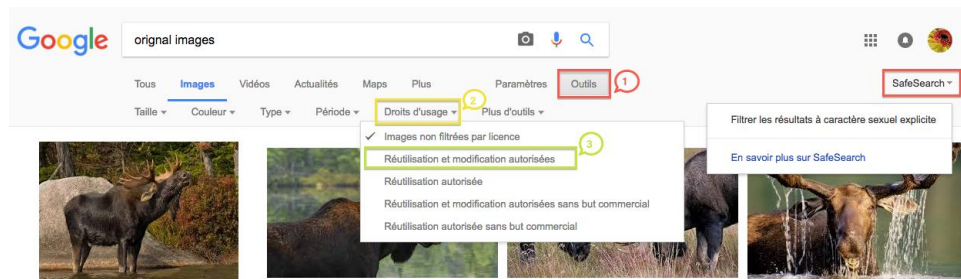 Google
orignal images
Tous Images Vidéos Actualités Maps Plus Paramètres Outils 1 SafeSearch
Taille Couleur Type Période Droits d'usage 2 Plus d'outils
Images non filtrées par licence
Réutilisation et modification autorisées 3
Réutilisation autorisée
Réutilisation et modification autorisées sans but commercial
Réutilisation autorisée sans but commercial
Filtrer les résultats à caractère sexuel explicite
En savoir plus sur SafeSearch